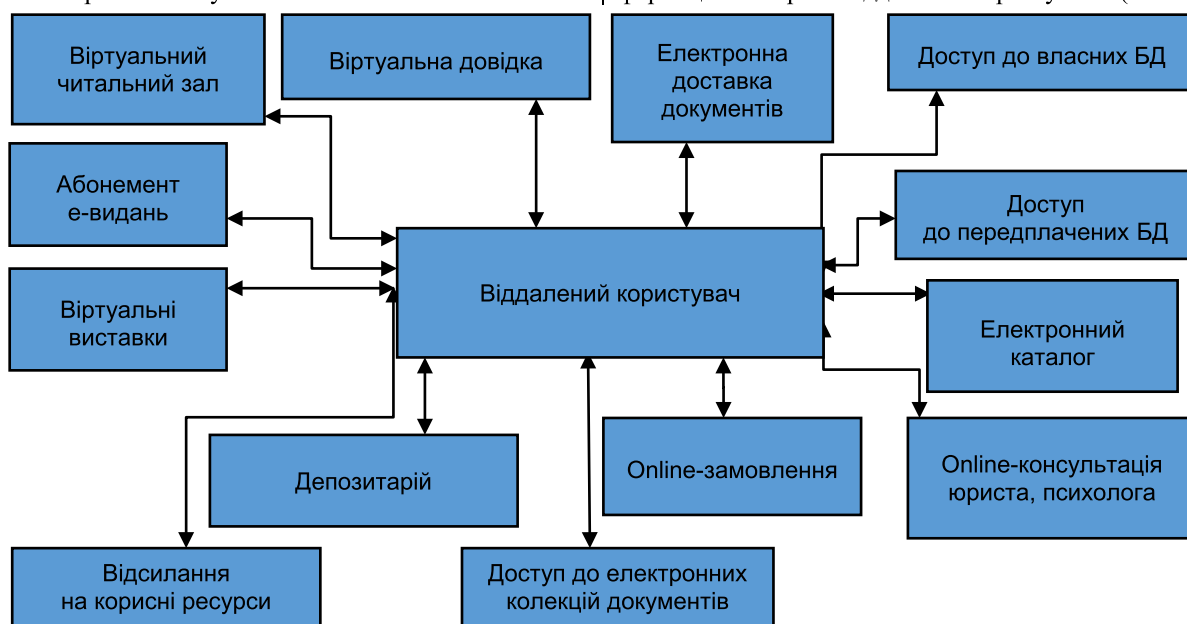 Віртуальний
читальний зал
Віртуальна довідка
Електронна
доставка
документів
Доступ до власних БД
Абонемент
е-видань
Доступ
до передплачених БД
Віддалений користувач
Віртуальні
виставки
Електронний
каталог
Депозитарій
Online-замовлення
Online-консультація
юриста, психолога
Відсилання
на корисні ресурси
Доступ до електронних
колекцій документів